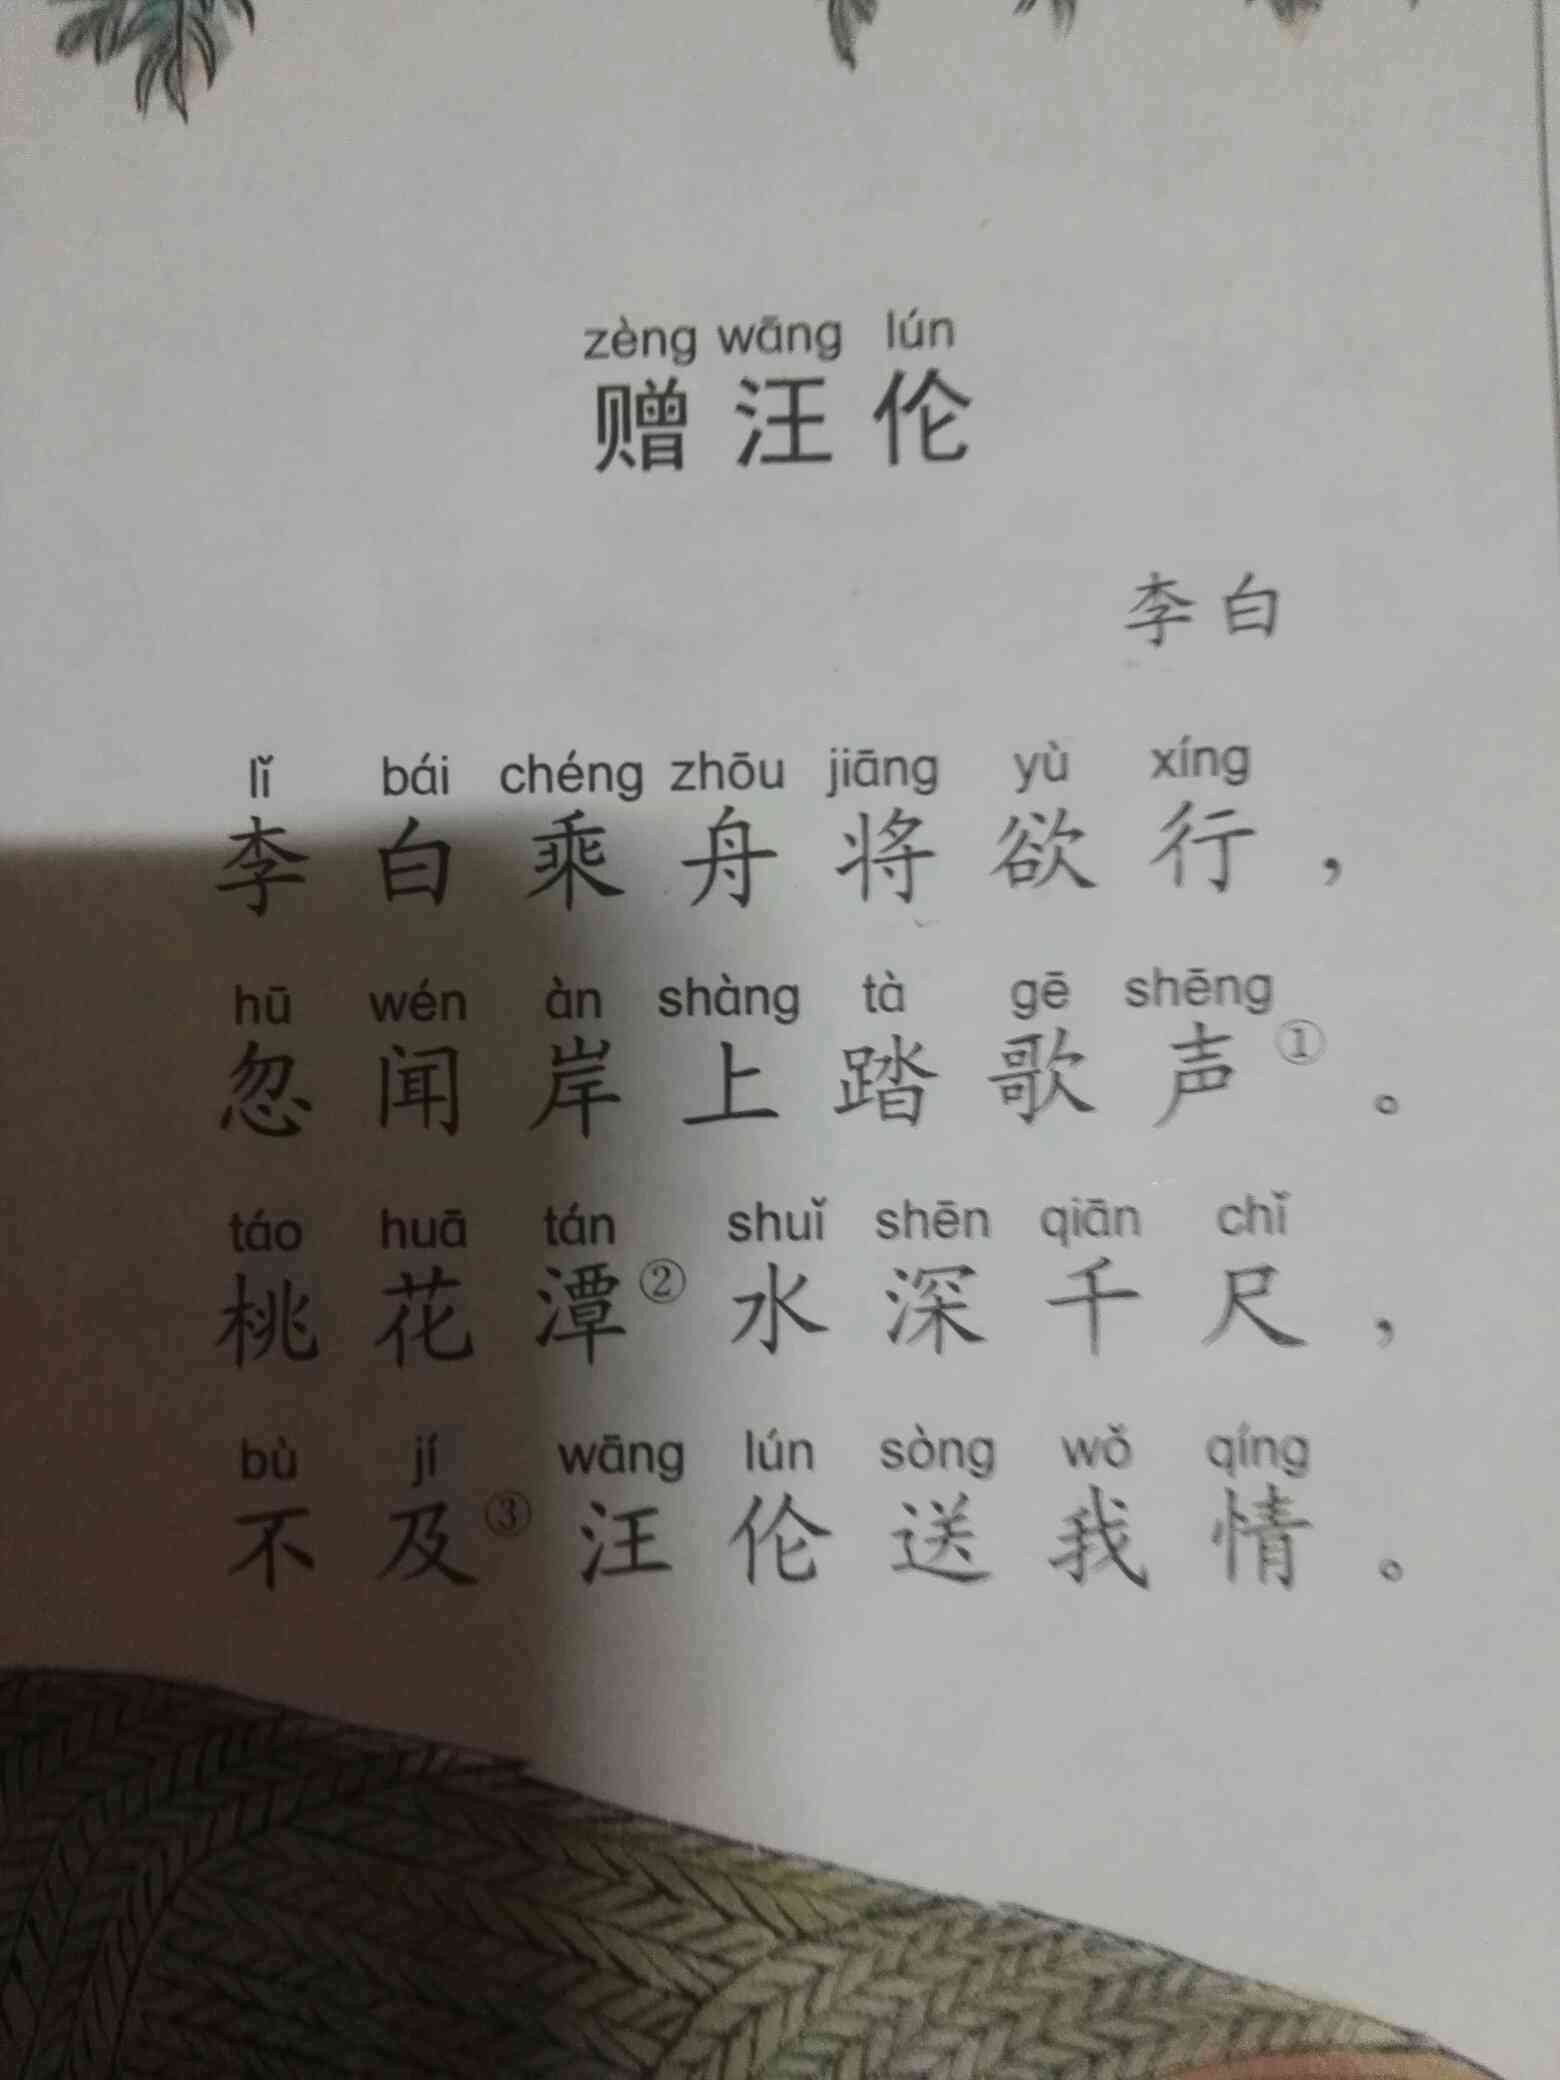 zèng wāng lún
赠汪伦
李白
lǐ bái chéng zhōu jiāng yù xíng
李白乘舟将欲行，
hū wén àn shàng tà gē shēng
忽闻岸上踏歌声①。
táo huā tán shuǐ shēn qiān chǐ
桃花潭②水深千尺，
bù jí wāng lún sòng wǒ qíng
不及③汪伦送我情。